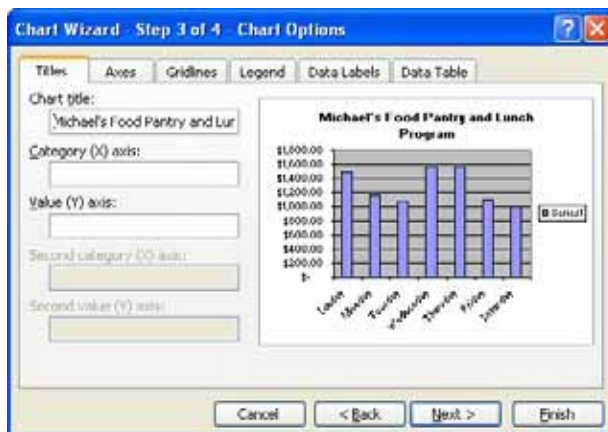 Chart Wizard - Step 3 of 4 - Chart Options
Titles Axes Gridlines Legend Data Labels Data Table
Chart title:
Michael's Food Pantry and Lur
Category (X) axis:
Value (Y) axis:
Second category (X) axis:
Second value (Y) axis:
Michael's Food Pantry and Lunch
Program
$1,600.00
$1,400.00
$1,200.00
$1,000.00
$800.00
$600.00
$400.00
$200.00
$-
Sunday Monday Tuesday Wednesday Thursday Friday Saturday
Series1
Cancel < Back Next > Finish